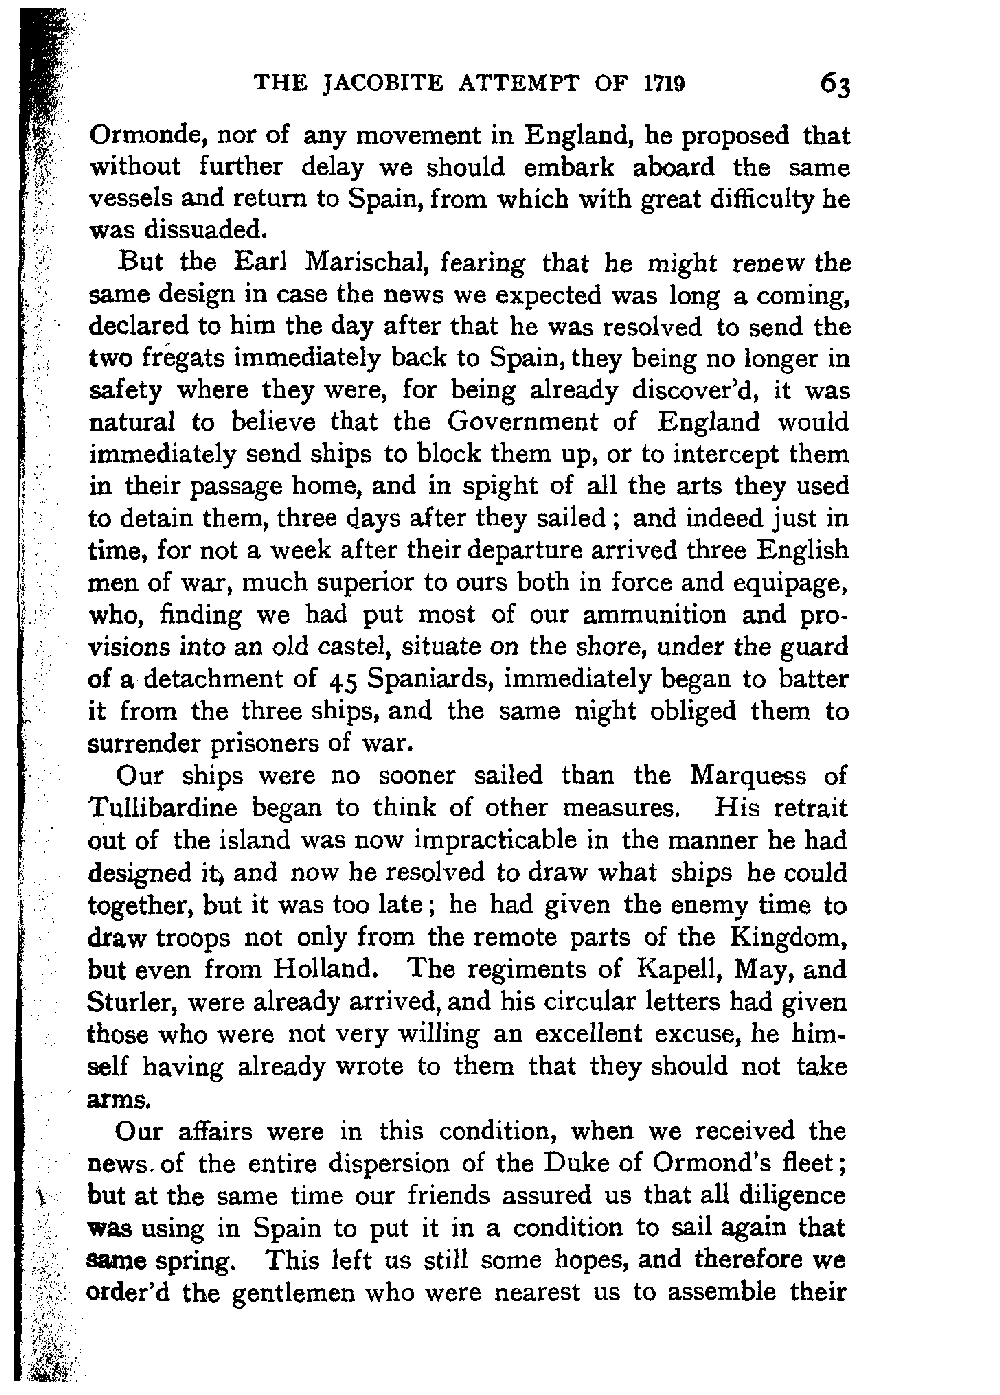 THE JACOBITE ATTEMPT OF 1719 63
Ormonde, nor of any movement in England, he proposed that
without further delay we should embark aboard the same
vessels and return to Spain, from which with great difficulty he
was dissuaded.
But the Earl Marischal, fearing that he might renew the
same design in case the news we expected was long a coming,
declared to him the day after that he was resolved to send the
two frégats immediately back to Spain, they being no longer in
safety where they were, for being already discover'd, it was
natural to believe that the Government of England would
immediately send ships to block them up, or to intercept them
in their passage home, and in spight of all the arts they used
to detain them, three days after they sailed; and indeed just in
time, for not a week after their departure arrived three English
men of war, much superior to ours both in force and equipage,
who, finding we had put most of our ammunition and pro-
visions into an old castel, situate on the shore, under the guard
of a detachment of 45 Spaniards, immediately began to batter
it from the three ships, and the same night obliged them to
surrender prisoners of war.
Our ships were no sooner sailed than the Marquess of
Tullibardine began to think of other measures. His retrait
out of the island was now impracticable in the manner he had
designed it, and now he resolved to draw what ships he could
together, but it was too late; he had given the enemy time to
draw troops not only from the remote parts of the Kingdom,
but even from Holland. The regiments of Kapell, May, and
Sturler, were already arrived, and his circular letters had given
those who were not very willing an excellent excuse, he him-
self having already wrote to them that they should not take
arms.
Our affairs were in this condition, when we received the
news of the entire dispersion of the Duke of Ormond's fleet;
but at the same time our friends assured us that all diligence
was using in Spain to put it in a condition to sail again that
same spring. This left us still some hopes, and therefore we
order'd the gentlemen who were nearest us to assemble their